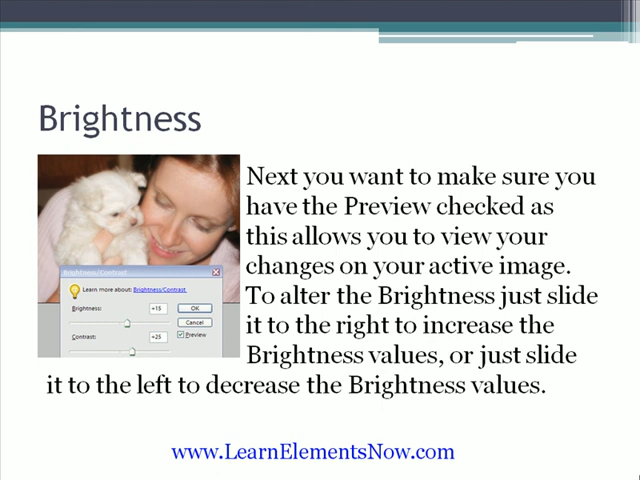 Brightness
Next you want to make sure you
have the Preview checked as
this allows you to view your
changes on your active image.
To alter the Brightness just slide
it to the right to increase the
Brightness values, or just slide
it to the left to decrease the Brightness values.
Brightness/Contrast
Learn more about: Brightness/Contrast
Brightness: +15 OK
Cancel
Contrast: +25 Preview
www.LearnElementsNow.com